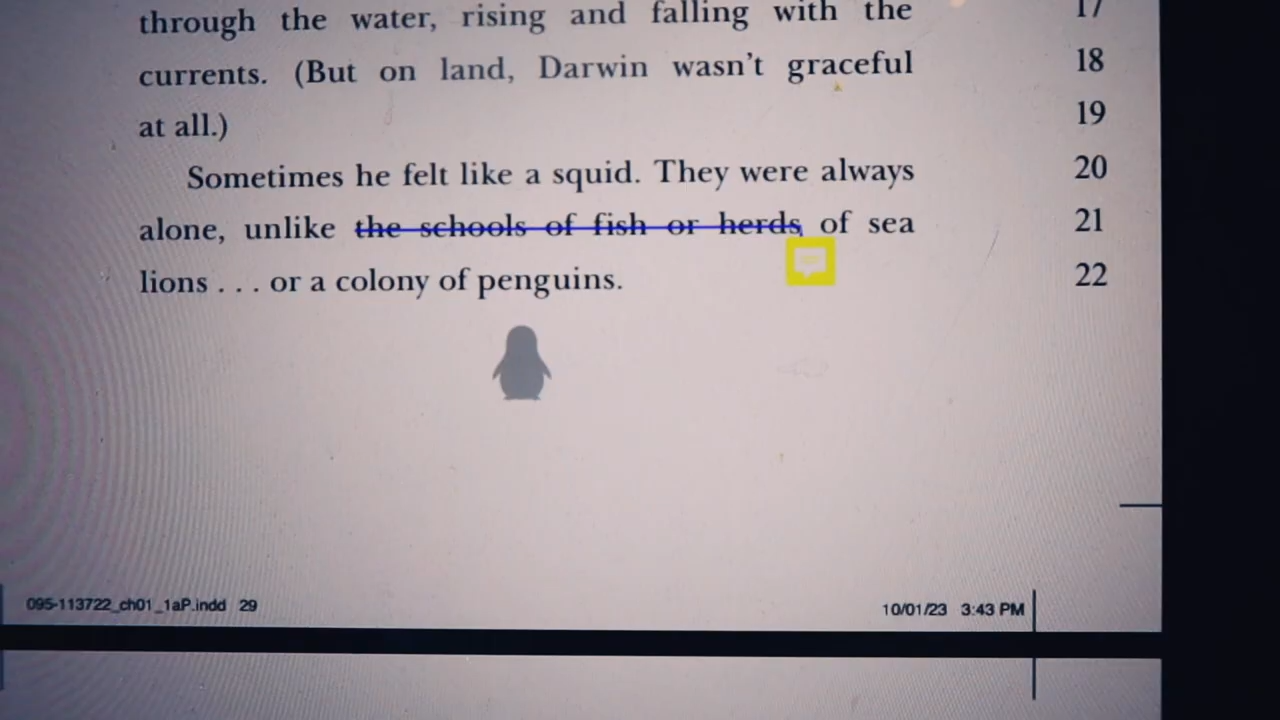 through the water, rising and falling with the 17
currents. (But on land, Darwin wasn't graceful 18
at all.) 19
Sometimes he felt like a squid. They were always 20
alone, unlike the schools of fish or herds of sea 21
lions . . . or a colony of penguins. 22
095-113722_ch01_1aP.indd 29 10/01/23 3:43 PM